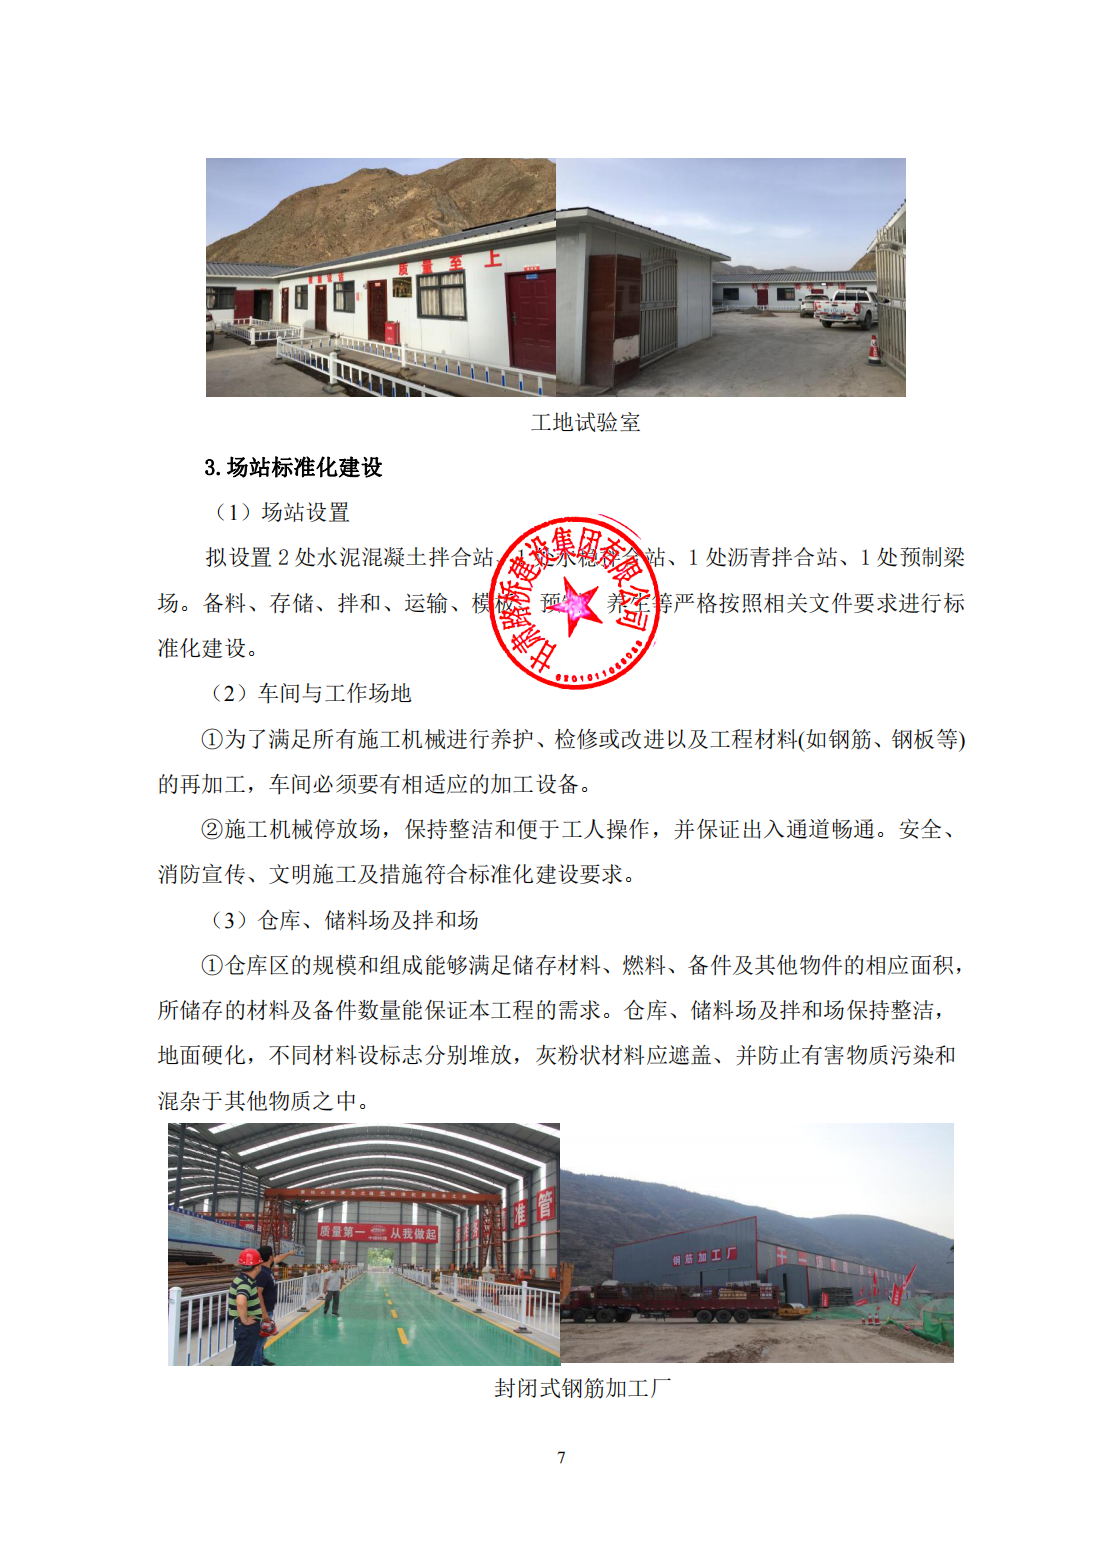 质量至上
工地试验室
3.场站标准化建设
（1）场站设置
拟设置 2 处水泥混凝土拌合站、1 处水稳拌合站、1 处沥青拌合站、1 处预制梁
场。备料、存储、拌和、运输、模板、预制、养生等严格按照相关文件要求进行标
准化建设。
甘肃路桥建设集团有限公司
（2）车间与工作场地
①为了满足所有施工机械进行养护、检修或改进以及工程材料(如钢筋、钢板等)
的再加工，车间必须要有相适应的加工设备。
②施工机械停放场，保持整洁和便于工人操作，并保证出入通道畅通。安全、
消防宣传、文明施工及措施符合标准化建设要求。
（3）仓库、储料场及拌和场
①仓库区的规模和组成能够满足储存材料、燃料、备件及其他物件的相应面积，
所储存的材料及备件数量能保证本工程的需求。仓库、储料场及拌和场保持整洁，
地面硬化，不同材料设标志分别堆放，灰粉状材料应遮盖、并防止有害物质污染和
混杂于其他物质之中。
质量第一 从我做起
准管
钢筋加工厂
封闭式钢筋加工厂
7